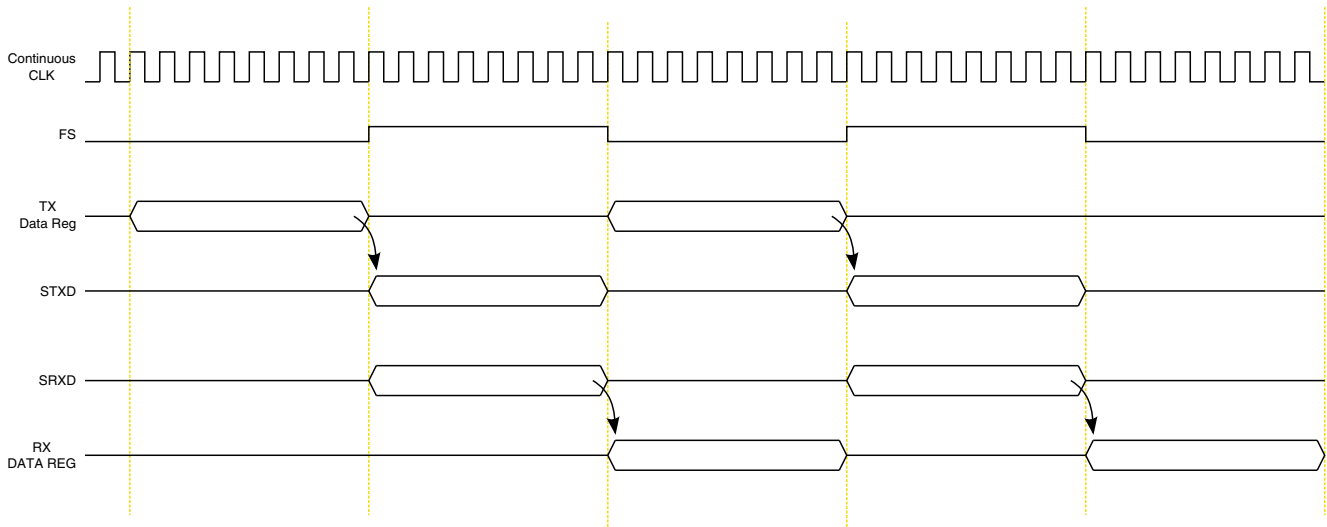 Continuous
CLK
FS
TX
Data Reg
STXD
SRXD
RX
DATA REG